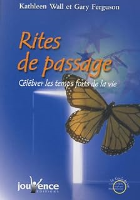 Kathleen Wall et Gary Ferguson
Rites de passage
Célébrer les temps forts de la vie
jouvence